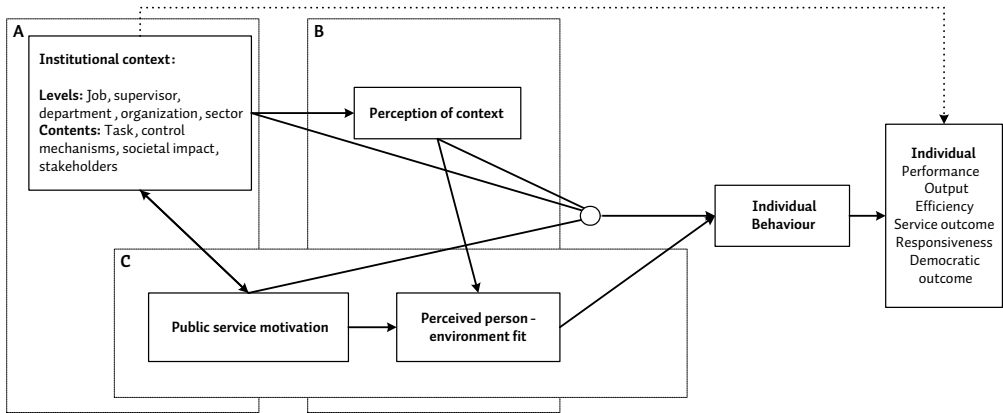 A
Institutional context:
Levels: Job, supervisor,
department , organization, sector
Contents: Task, control
mechanisms, societal impact,
stakeholders
B
Perception of context
C
Public service motivation
Perceived person -
environment fit
Individual
Behaviour
Individual
Performance
Output
Efficiency
Service outcome
Responsiveness
Democratic
outcome